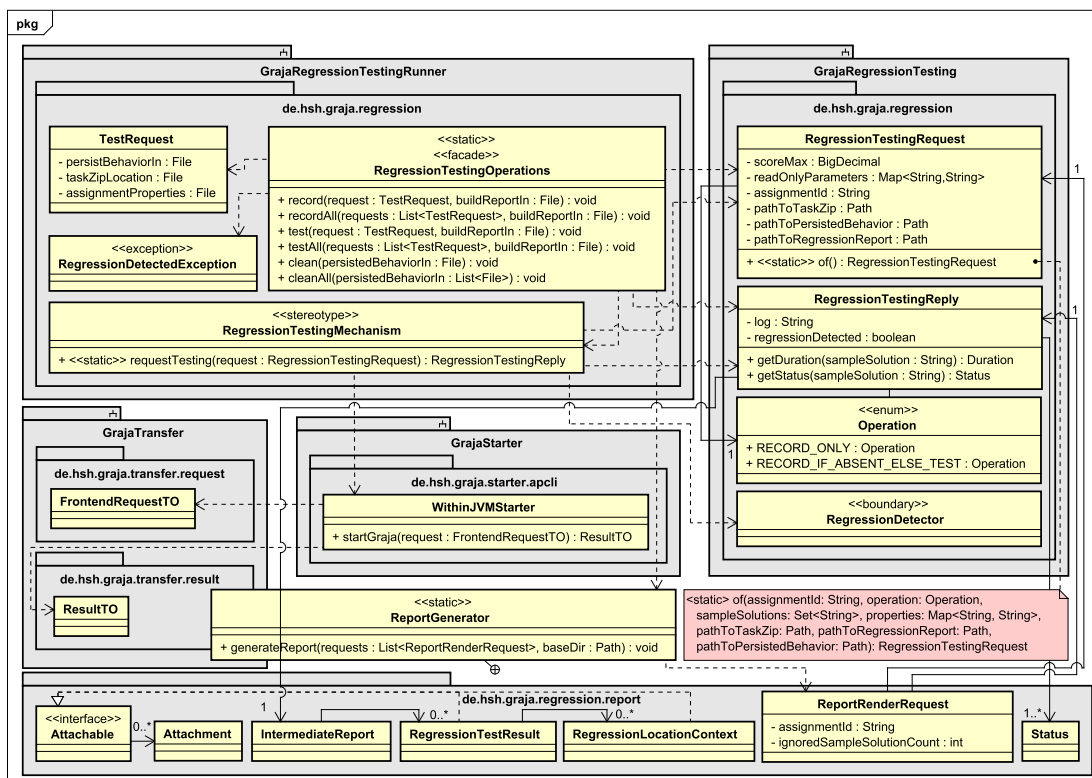 pkg
GrajaRegressionTestingRunner
de.hsh.graja.regression
TestRequest
- persistBehaviorIn : File
- taskZipLocation : File
- assignmentProperties : File
<<static>>
<<facade>>
RegressionTestingOperations
+ record(request : TestRequest, buildReportIn : File) : void
+ recordAll(requests : List<TestRequest>, buildReportIn : File) : void
+ test(request : TestRequest, buildReportIn : File) : void
+ testAll(requests : List<TestRequest>, buildReportIn : File) : void
+ clean(persistedBehaviorIn : File) : void
+ cleanAll(persistedBehaviorIn : List<File>) : void
<<exception>>
RegressionDetectedException
<<stereotype>>
RegressionTestingMechanism
+ <<static>> requestTesting(request : RegressionTestingRequest) : RegressionTestingReply
GrajaRegressionTesting
de.hsh.graja.regression
RegressionTestingRequest
- scoreMax : BigDecimal
- readOnlyParameters : Map<String,String>
- assignmentId : String
- pathToTaskZip : Path
- pathToPersistedBehavior : Path
- pathToRegressionReport : Path
+ <<static>> of() : RegressionTestingRequest
1
RegressionTestingReply
- log : String
- regressionDetected : boolean
+ getDuration(sampleSolution : String) : Duration
+ getStatus(sampleSolution : String) : Status
1
<<enum>>
Operation
+ RECORD_ONLY : Operation
+ RECORD_IF_ABSENT_ELSE_TEST : Operation
1
<<boundary>>
RegressionDetector
GrajaTransfer
de.hsh.graja.transfer.request
FrontendRequestTO
de.hsh.graja.transfer.result
ResultTO
GrajaStarter
de.hsh.graja.starter.apcli
WithinJVMStarter
+ startGraja(request : FrontendRequestTO) : ResultTO
<<static>>
ReportGenerator
+ generateReport(requests : List<ReportRenderRequest>, baseDir : Path) : void
<static> of(assignmentId: String, operation: Operation,
sampleSolutions: Set<String>, properties: Map<String, String>,
pathToTaskZip: Path, pathToRegressionReport: Path,
pathToPersistedBehavior: Path): RegressionTestingRequest
de.hsh.graja.regression.report
<<interface>>
Attachable
0..*
Attachment
1
IntermediateReport
0..*
RegressionTestResult
0..*
RegressionLocationContext
ReportRenderRequest
- assignmentId : String
- ignoredSampleSolutionCount : int
1..*
Status